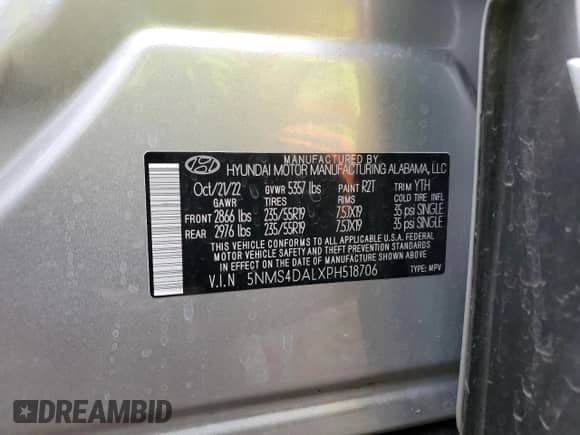 MANUFACTURED BY
HYUNDAI MOTOR MANUFACTURING ALABAMA, LLC
Oct/21/22 GVWR 5357 lbs PAINT R2T TRIM YTH
GAWR TIRES RIMS COLD TIRE INFL
FRONT 2866 lbs 235/55R19 7.5JX19 35 psi SINGLE
REAR 2976 lbs 235/55R19 7.5JX19 35 psi SINGLE
THIS VEHICLE CONFORMS TO ALL APPLICABLE U.S.A FEDERAL
MOTOR VEHICLE SAFETY AND THEFT PREVENTION STANDARDS
IN EFFECT ON THE DATE OF MANUFACTURE SHOWN ABOVE
V.I.N 5NMS4DALXPH518706 TYPE: MPV
DREAMBID